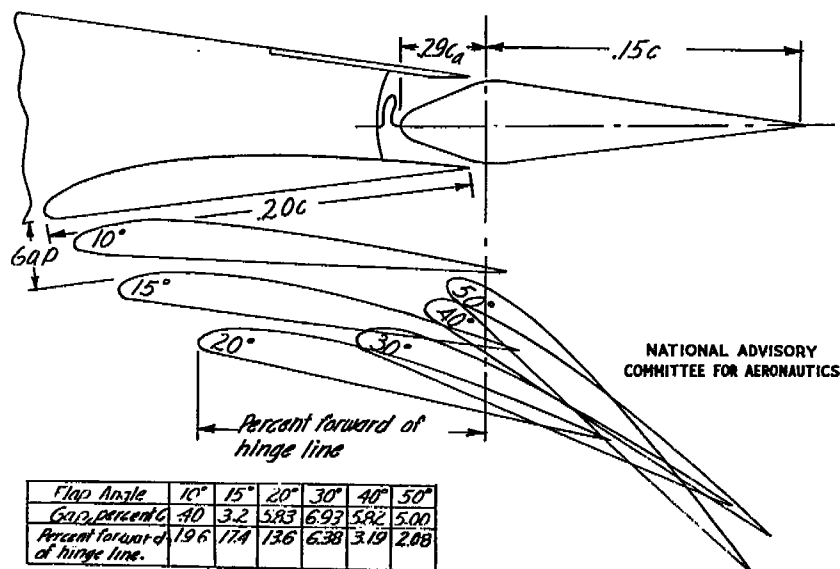 .29ca
.15c
.20c
Gap
10°
15°
20°
30°
40°
50°
NATIONAL ADVISORY
COMMITTEE FOR AERONAUTICS
Percent forward of
hinge line
Flap Angle 10° 15° 20° 30° 40° 50°
Gap, percent C .40 3.2 5.83 6.93 5.82 5.00
Percent forward of hinge line. 19.6 17.4 13.6 6.38 3.19 2.08